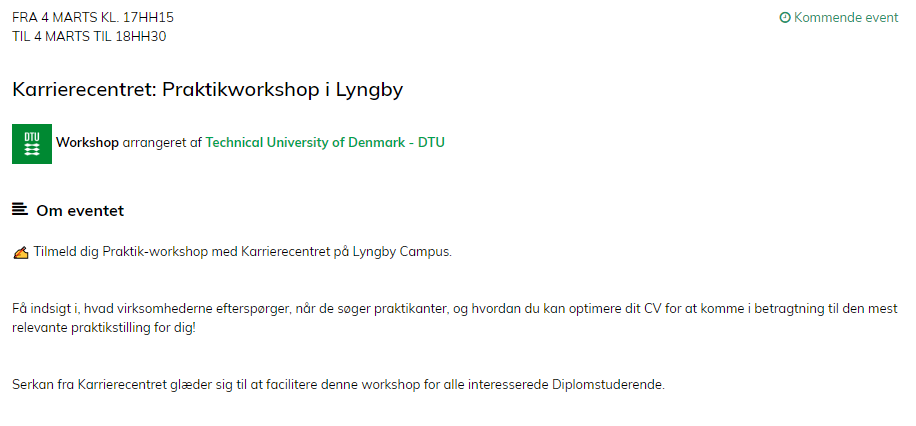 FRA 4 MARTS KL. 17HH15
Kommende event
TIL 4 MARTS TIL 18HH30
Karrierecentret: Praktikworkshop i Lyngby
DTU
Workshop arrangeret af Technical University of Denmark - DTU
Om eventet
✍ Tilmeld dig Praktik-workshop med Karrierecentret på Lyngby Campus.
Få indsigt i, hvad virksomhederne efterspørger, når de søger praktikanter, og hvordan du kan optimere dit CV for at komme i betragtning til den mest
relevante praktikstilling for dig!
Serkan fra Karrierecentret glæder sig til at facilitere denne workshop for alle interesserede Diplomstuderende.